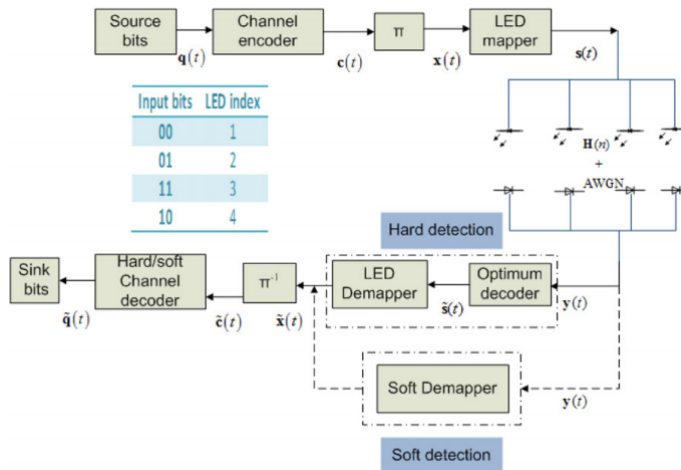 Source bits
q(t)
Channel encoder
c(t)
π
x(t)
LED mapper
s(t)
Input bits LED index
00 1
01 2
11 3
10 4
H(n)
+
AWGN
Hard detection
Sink bits
q̃(t)
Hard/soft Channel decoder
c̃(t)
π⁻¹
x̃(t)
LED Demapper
s̃(t)
Optimum decoder
y(t)
Soft Demapper
y(t)
Soft detection